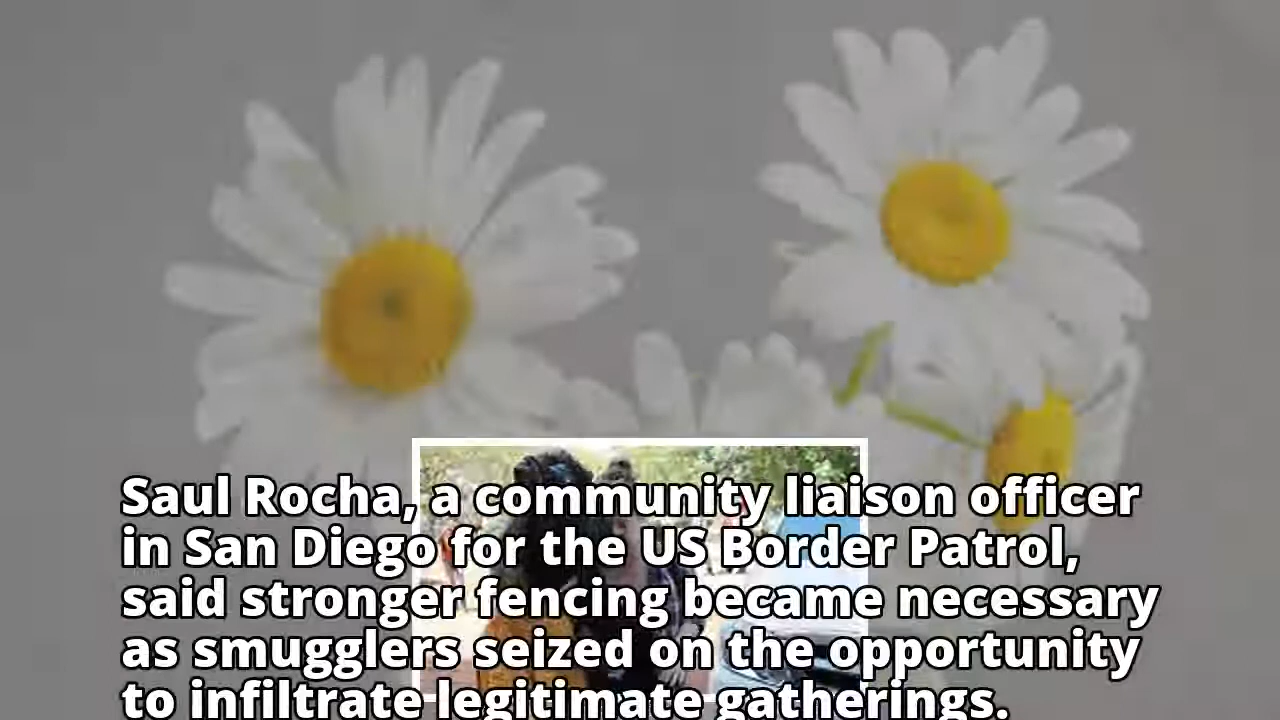 Saul Rocha, a community liaison officer
in San Diego for the US Border Patrol,
said stronger fencing became necessary
as smugglers seized on the opportunity
to infiltrate legitimate gatherings.